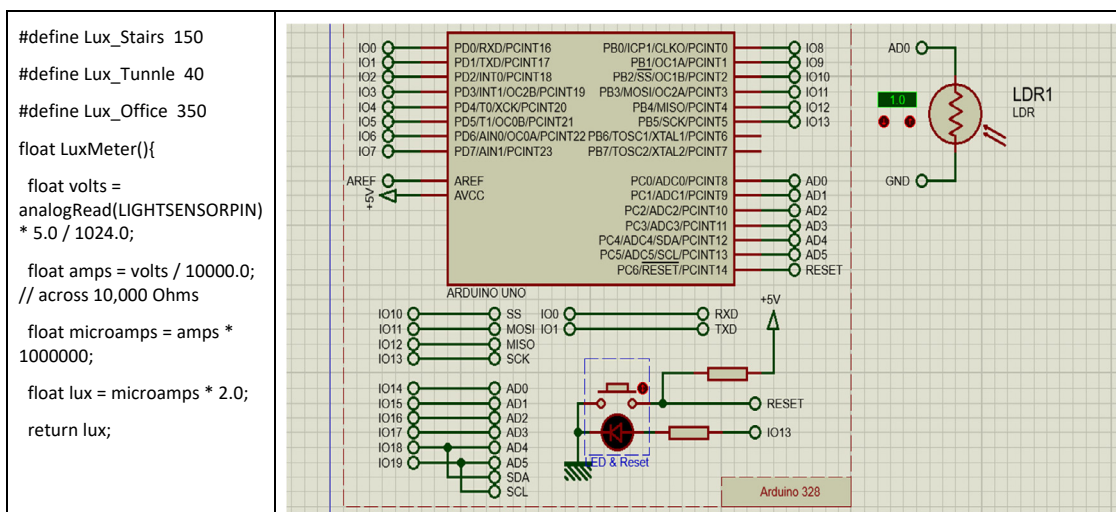 #define Lux_Stairs 150
#define Lux_Tunnle 40
#define Lux_Office 350
float LuxMeter(){
float volts =
analogRead(LIGHTSENSORPIN)
* 5.0 / 1024.0;
float amps = volts / 10000.0;
// across 10,000 Ohms
float microamps = amps *
1000000;
float lux = microamps * 2.0;
return lux;
IO0 PD0/RXD/PCINT16 PB0/ICP1/CLKO/PCINT0 IO8
IO1 PD1/TXD/PCINT17 PB1/OC1A/PCINT1 IO9
IO2 PD2/INT0/PCINT18 PB2/SS/OC1B/PCINT2 IO10
IO3 PD3/INT1/OC2B/PCINT19 PB3/MOSI/OC2A/PCINT3 IO11
IO4 PD4/T0/XCK/PCINT20 PB4/MISO/PCINT4 IO12
IO5 PD5/T1/OC0B/PCINT21 PB5/SCK/PCINT5 IO13
IO6 PD6/AIN0/OC0A/PCINT22 PB6/TOSC1/XTAL1/PCINT6
IO7 PD7/AIN1/PCINT23 PB7/TOSC2/XTAL2/PCINT7
AREF AREF PC0/ADC0/PCINT8 AD0
+5V AVCC PC1/ADC1/PCINT9 AD1
PC2/ADC2/PCINT10 AD2
PC3/ADC3/PCINT11 AD3
PC4/ADC4/SDA/PCINT12 AD4
PC5/ADC5/SCL/PCINT13 AD5
PC6/RESET/PCINT14 RESET
ARDUINO UNO
AD0
1.0
LDR1
LDR
GND
IO10 SS IO0 RXD
IO11 MOSI IO1 TXD
IO12 MISO
IO13 SCK
+5V
IO14 AD0
IO15 AD1 RESET
IO16 AD2
IO17 AD3 IO13
IO18 AD4
IO19 AD5
SDA
SCL
ED & Reset
Arduino 328